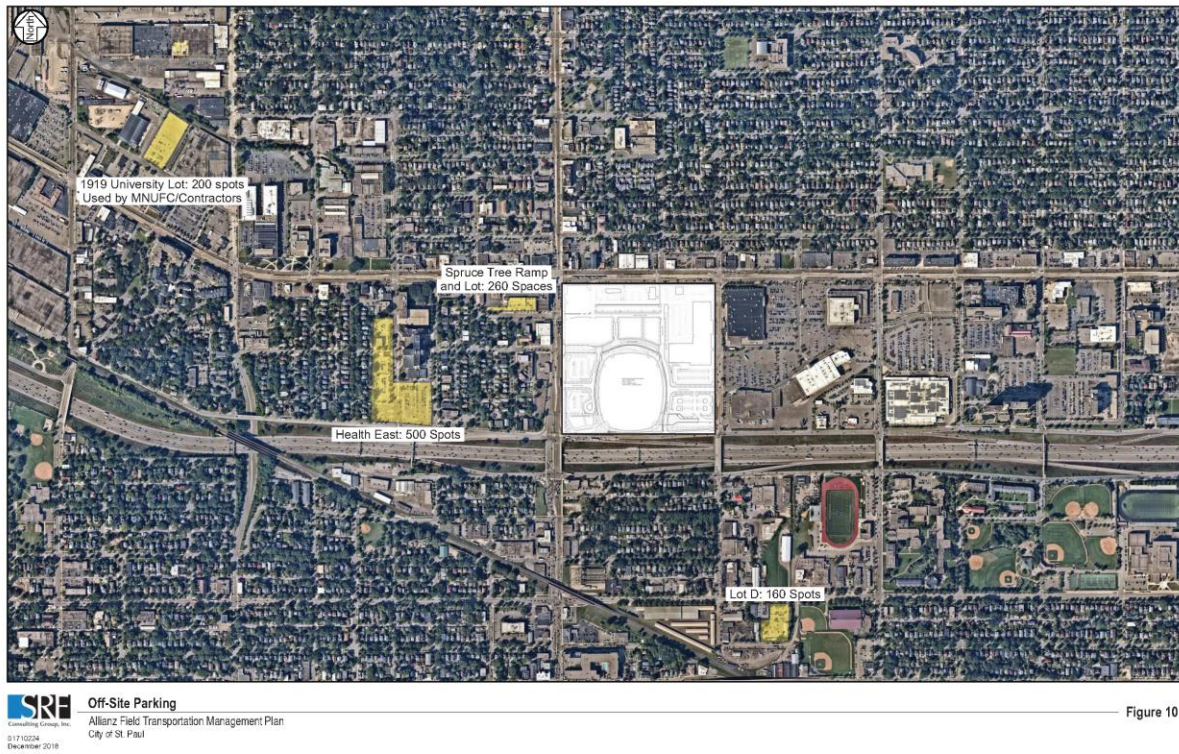 North
1919 University Lot: 200 spots
Used by MNUFC/Contractors
Spruce Tree Ramp
and Lot: 260 Spaces
Health East: 500 Spots
Lot D: 160 Spots
SRF
Consulting Group, Inc.
Off-Site Parking
Allianz Field Transportation Management Plan
City of St. Paul
Figure 10
01710224
December 2018